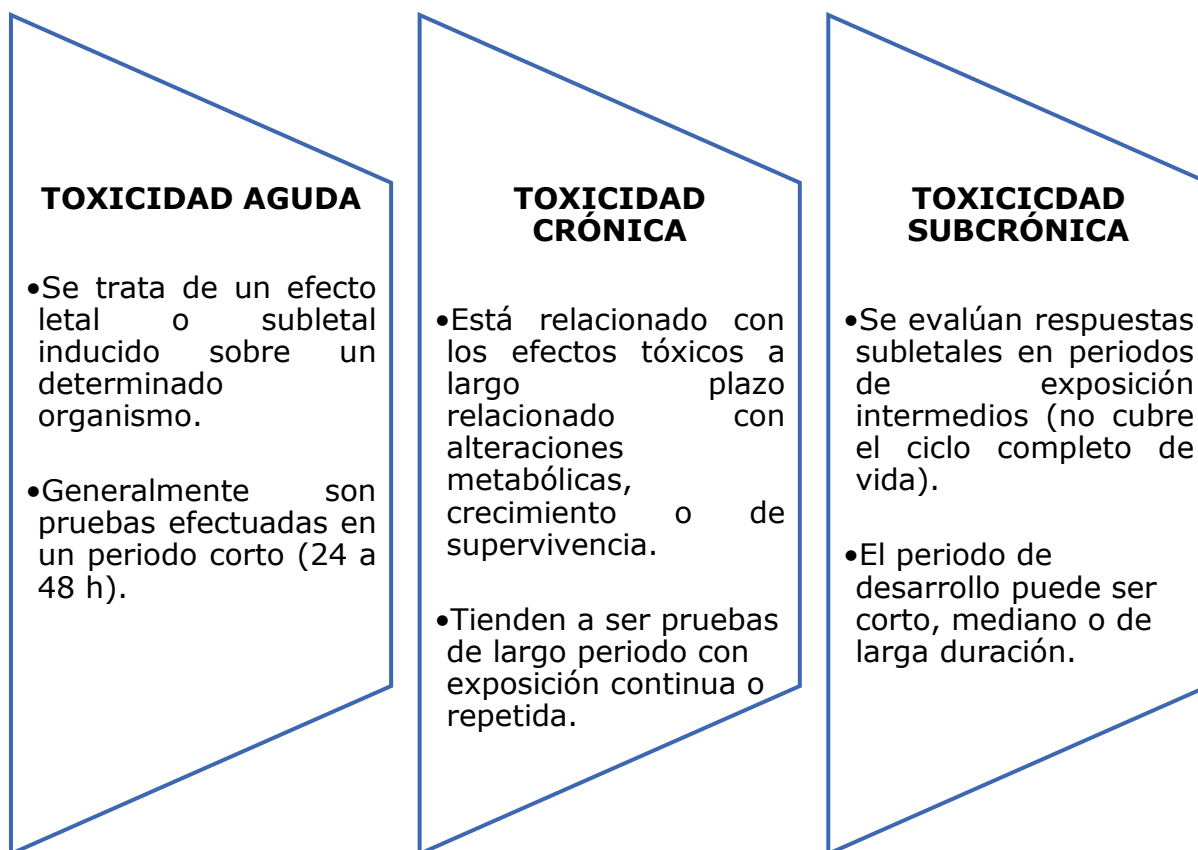 TOXICIDAD AGUDA
•Se trata de un efecto
letal o subletal
inducido sobre un
determinado
organismo.
•Generalmente son
pruebas efectuadas en
un periodo corto (24 a
48 h).
TOXICIDAD
CRÓNICA
•Está relacionado con
los efectos tóxicos a
largo plazo
relacionado con
alteraciones
metabólicas,
crecimiento o de
supervivencia.
•Tienden a ser pruebas
de largo periodo con
exposición continua o
repetida.
TOXICICDAD
SUBCRÓNICA
•Se evalúan respuestas
subletales en periodos
de exposición
intermedios (no cubre
el ciclo completo de
vida).
•El periodo de
desarrollo puede ser
corto, mediano o de
larga duración.